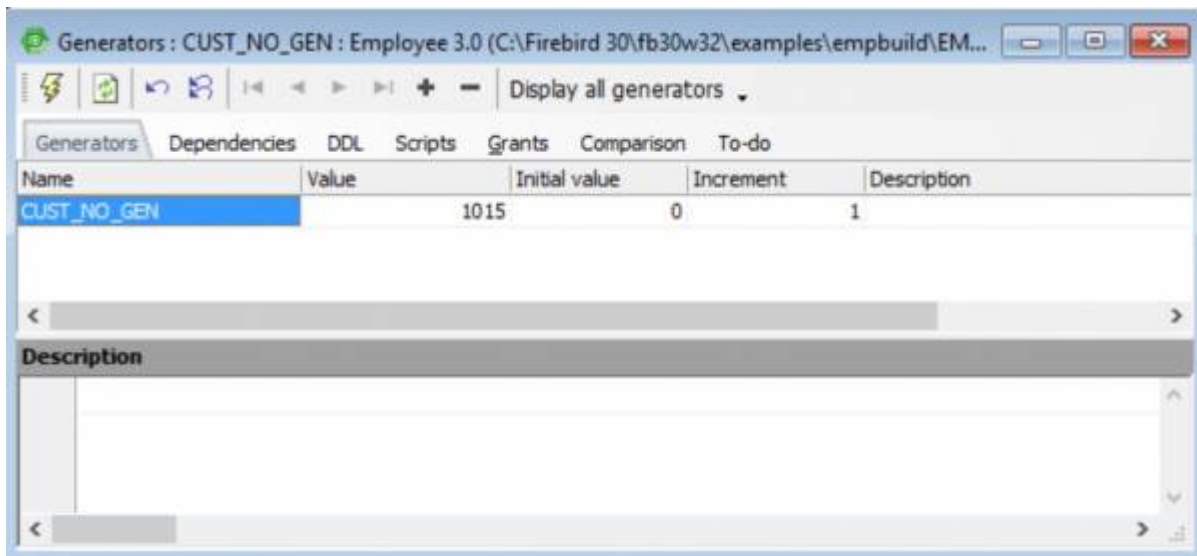 Generators : CUST_NO_GEN : Employee 3.0 (C:\Firebird 30\fb30w32\examples\empbuild\EM...
Display all generators
Generators Dependencies DDL Scripts Grants Comparison To-do
Name Value Initial value Increment Description
CUST_NO_GEN 1015 0 1
Description